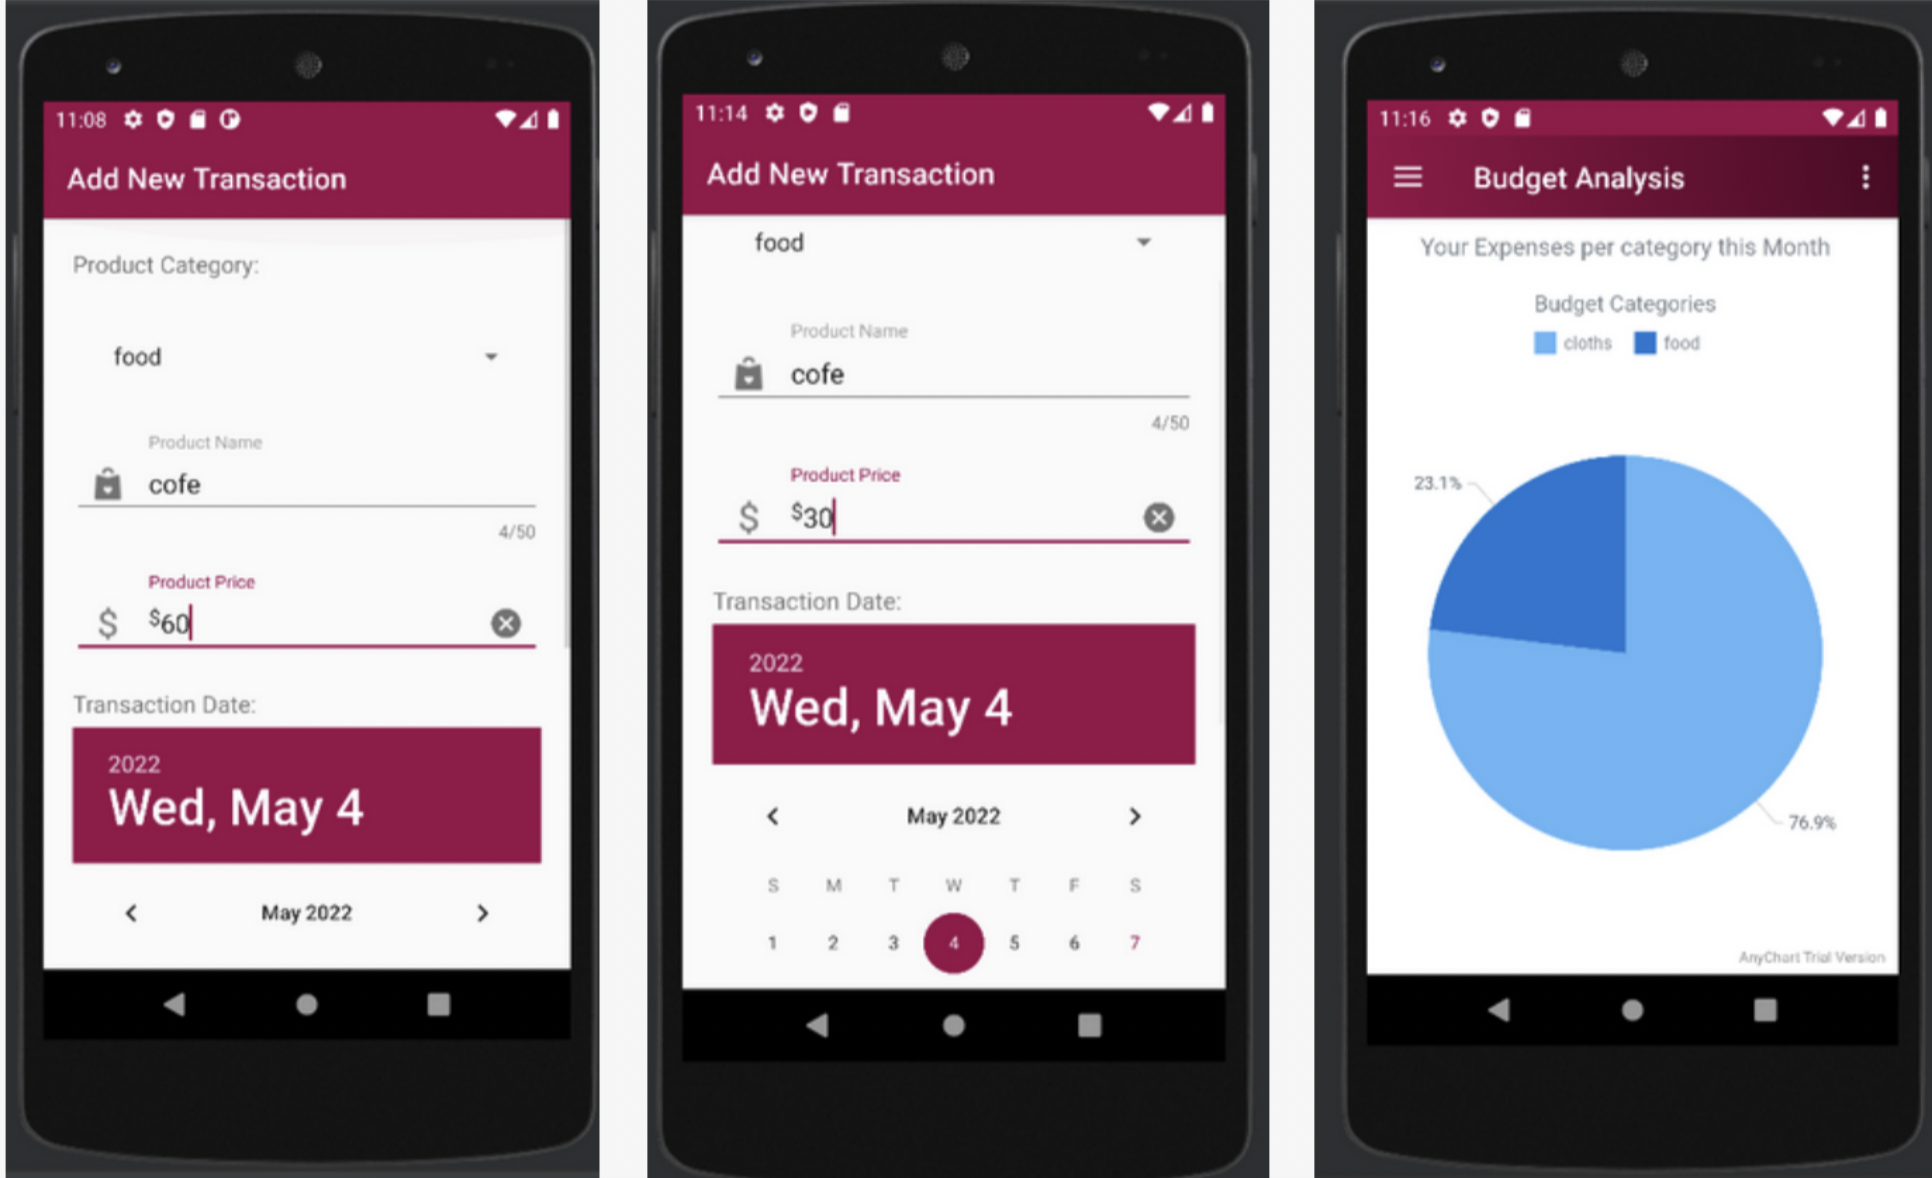 11:08
Add New Transaction
Product Category:
food
Product Name
cofe
4/50
Product Price
$ $60
Transaction Date:
2022
Wed, May 4
May 2022
11:14
Add New Transaction
food
Product Name
cofe
4/50
Product Price
$ $30
Transaction Date:
2022
Wed, May 4
May 2022
S M T W T F S
1 2 3 4 5 6 7
11:16
Budget Analysis
Your Expenses per category this Month
Budget Categories
cloths food
23.1%
76.9%
AnyChart Trial Version